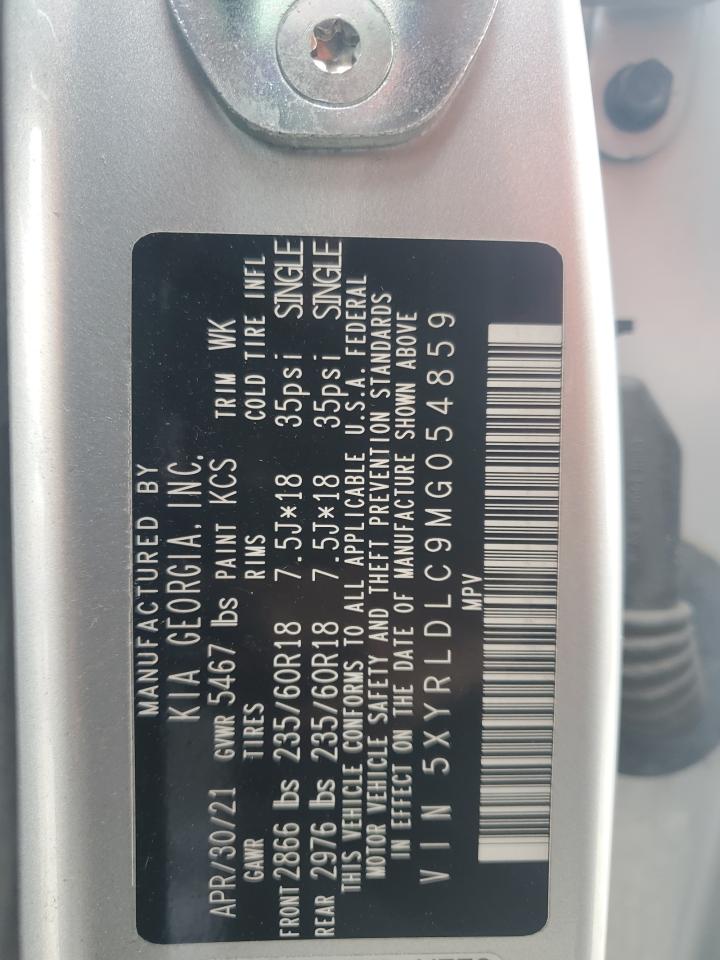 MANUFACTURED BY
KIA GEORGIA, INC.
APR/30/21 GVWR 5467 lbs PAINT KCS TRIM WK
GAWR TIRES RIMS COLD TIRE INFL
FRONT 2866 lbs 235/60R18 7.5J*18 35psi SINGLE
REAR 2976 lbs 235/60R18 7.5J*18 35psi SINGLE
THIS VEHICLE CONFORMS TO ALL APPLICABLE U.S.A. FEDERAL
MOTOR VEHICLE SAFETY AND THEFT PREVENTION STANDARDS
IN EFFECT ON THE DATE OF MANUFACTURE SHOWN ABOVE
VIN 5XYRLDLC9MG054859
MPV